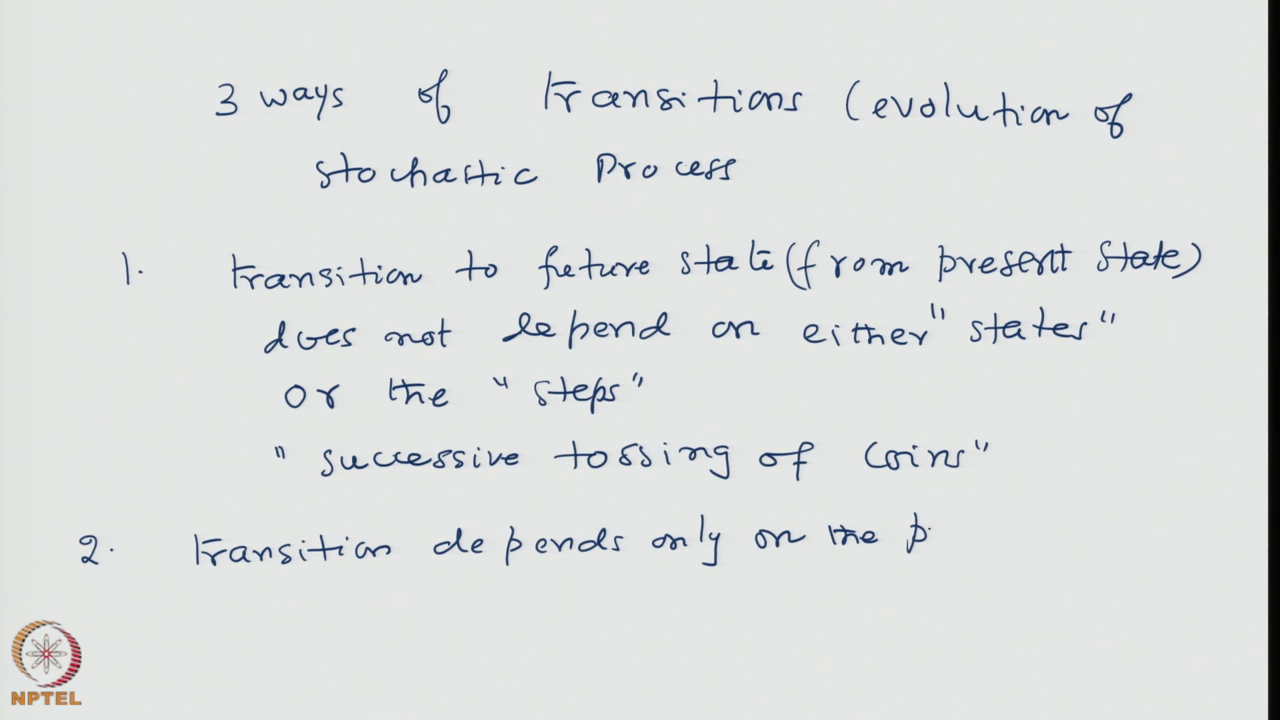 3 ways of transitions (evolution of
stochastic Process
1. transition to future state (from present state)
does not depend on either "states"
or the "steps"
"successive tossing of coins"
2. transition depends only on the p
NPTEL